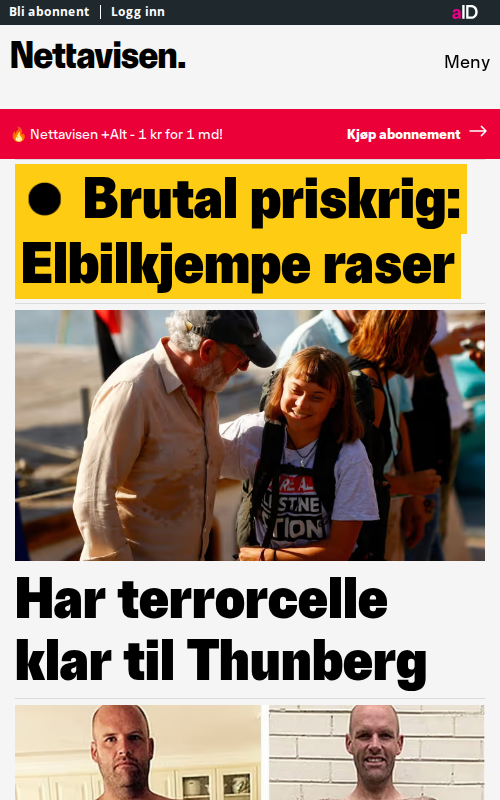 Bli abonnent | Logg inn
aID
Nettavisen.
Meny
🔥 Nettavisen +Alt - 1 kr for 1 md!
Kjøp abonnement →
● Brutal priskrig:
Elbilkjempe raser
Har terrorcelle
klar til Thunberg